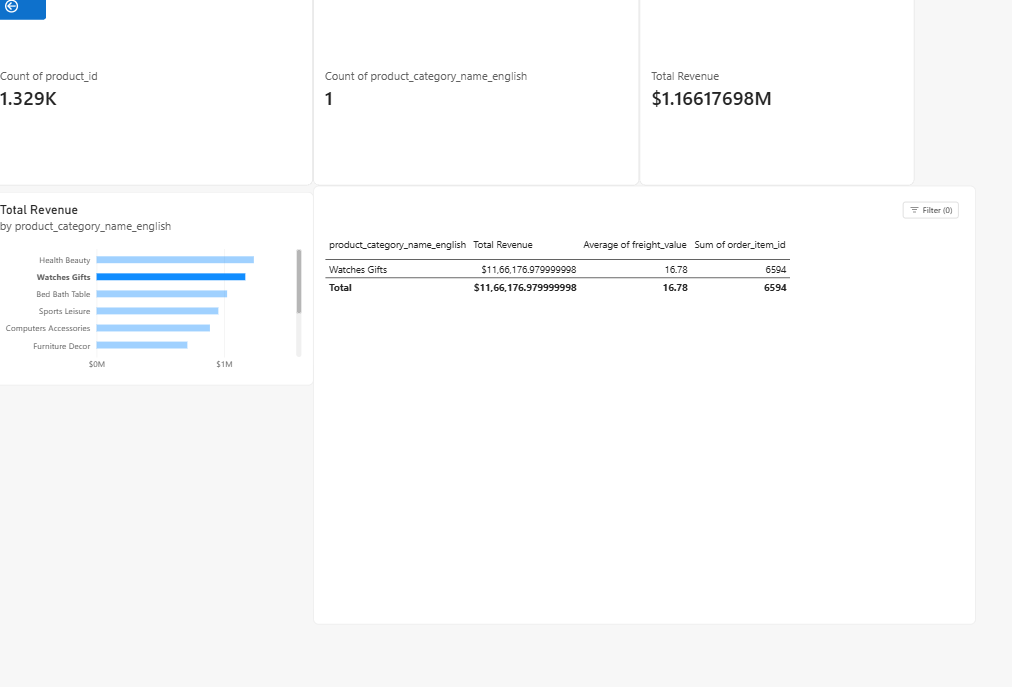 Count of product_id
1.329K
Count of product_category_name_english
1
Total Revenue
$1.16617698M
Total Revenue
by product_category_name_english
Health Beauty
Watches Gifts
Bed Bath Table
Sports Leisure
Computers Accessories
Furniture Decor
$0M $1M
Filter (0)
product_category_name_english Total Revenue Average of freight_value Sum of order_item_id
Watches Gifts $11,66,176.979999998 16.78 6594
Total $11,66,176.979999998 16.78 6594